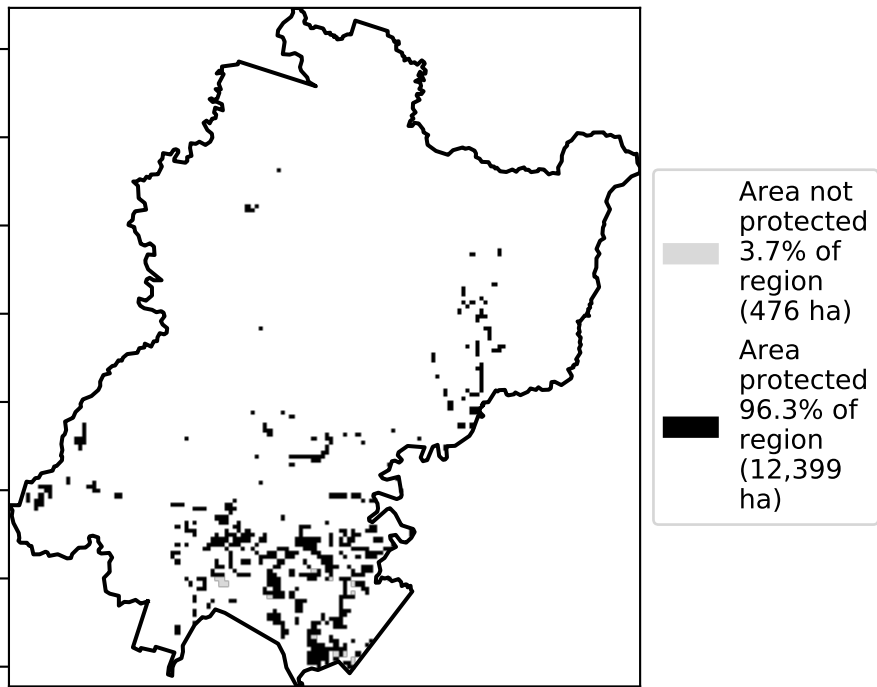 Area not
protected
3.7% of
region
(476 ha)
Area
protected
96.3% of
region
(12,399
ha)